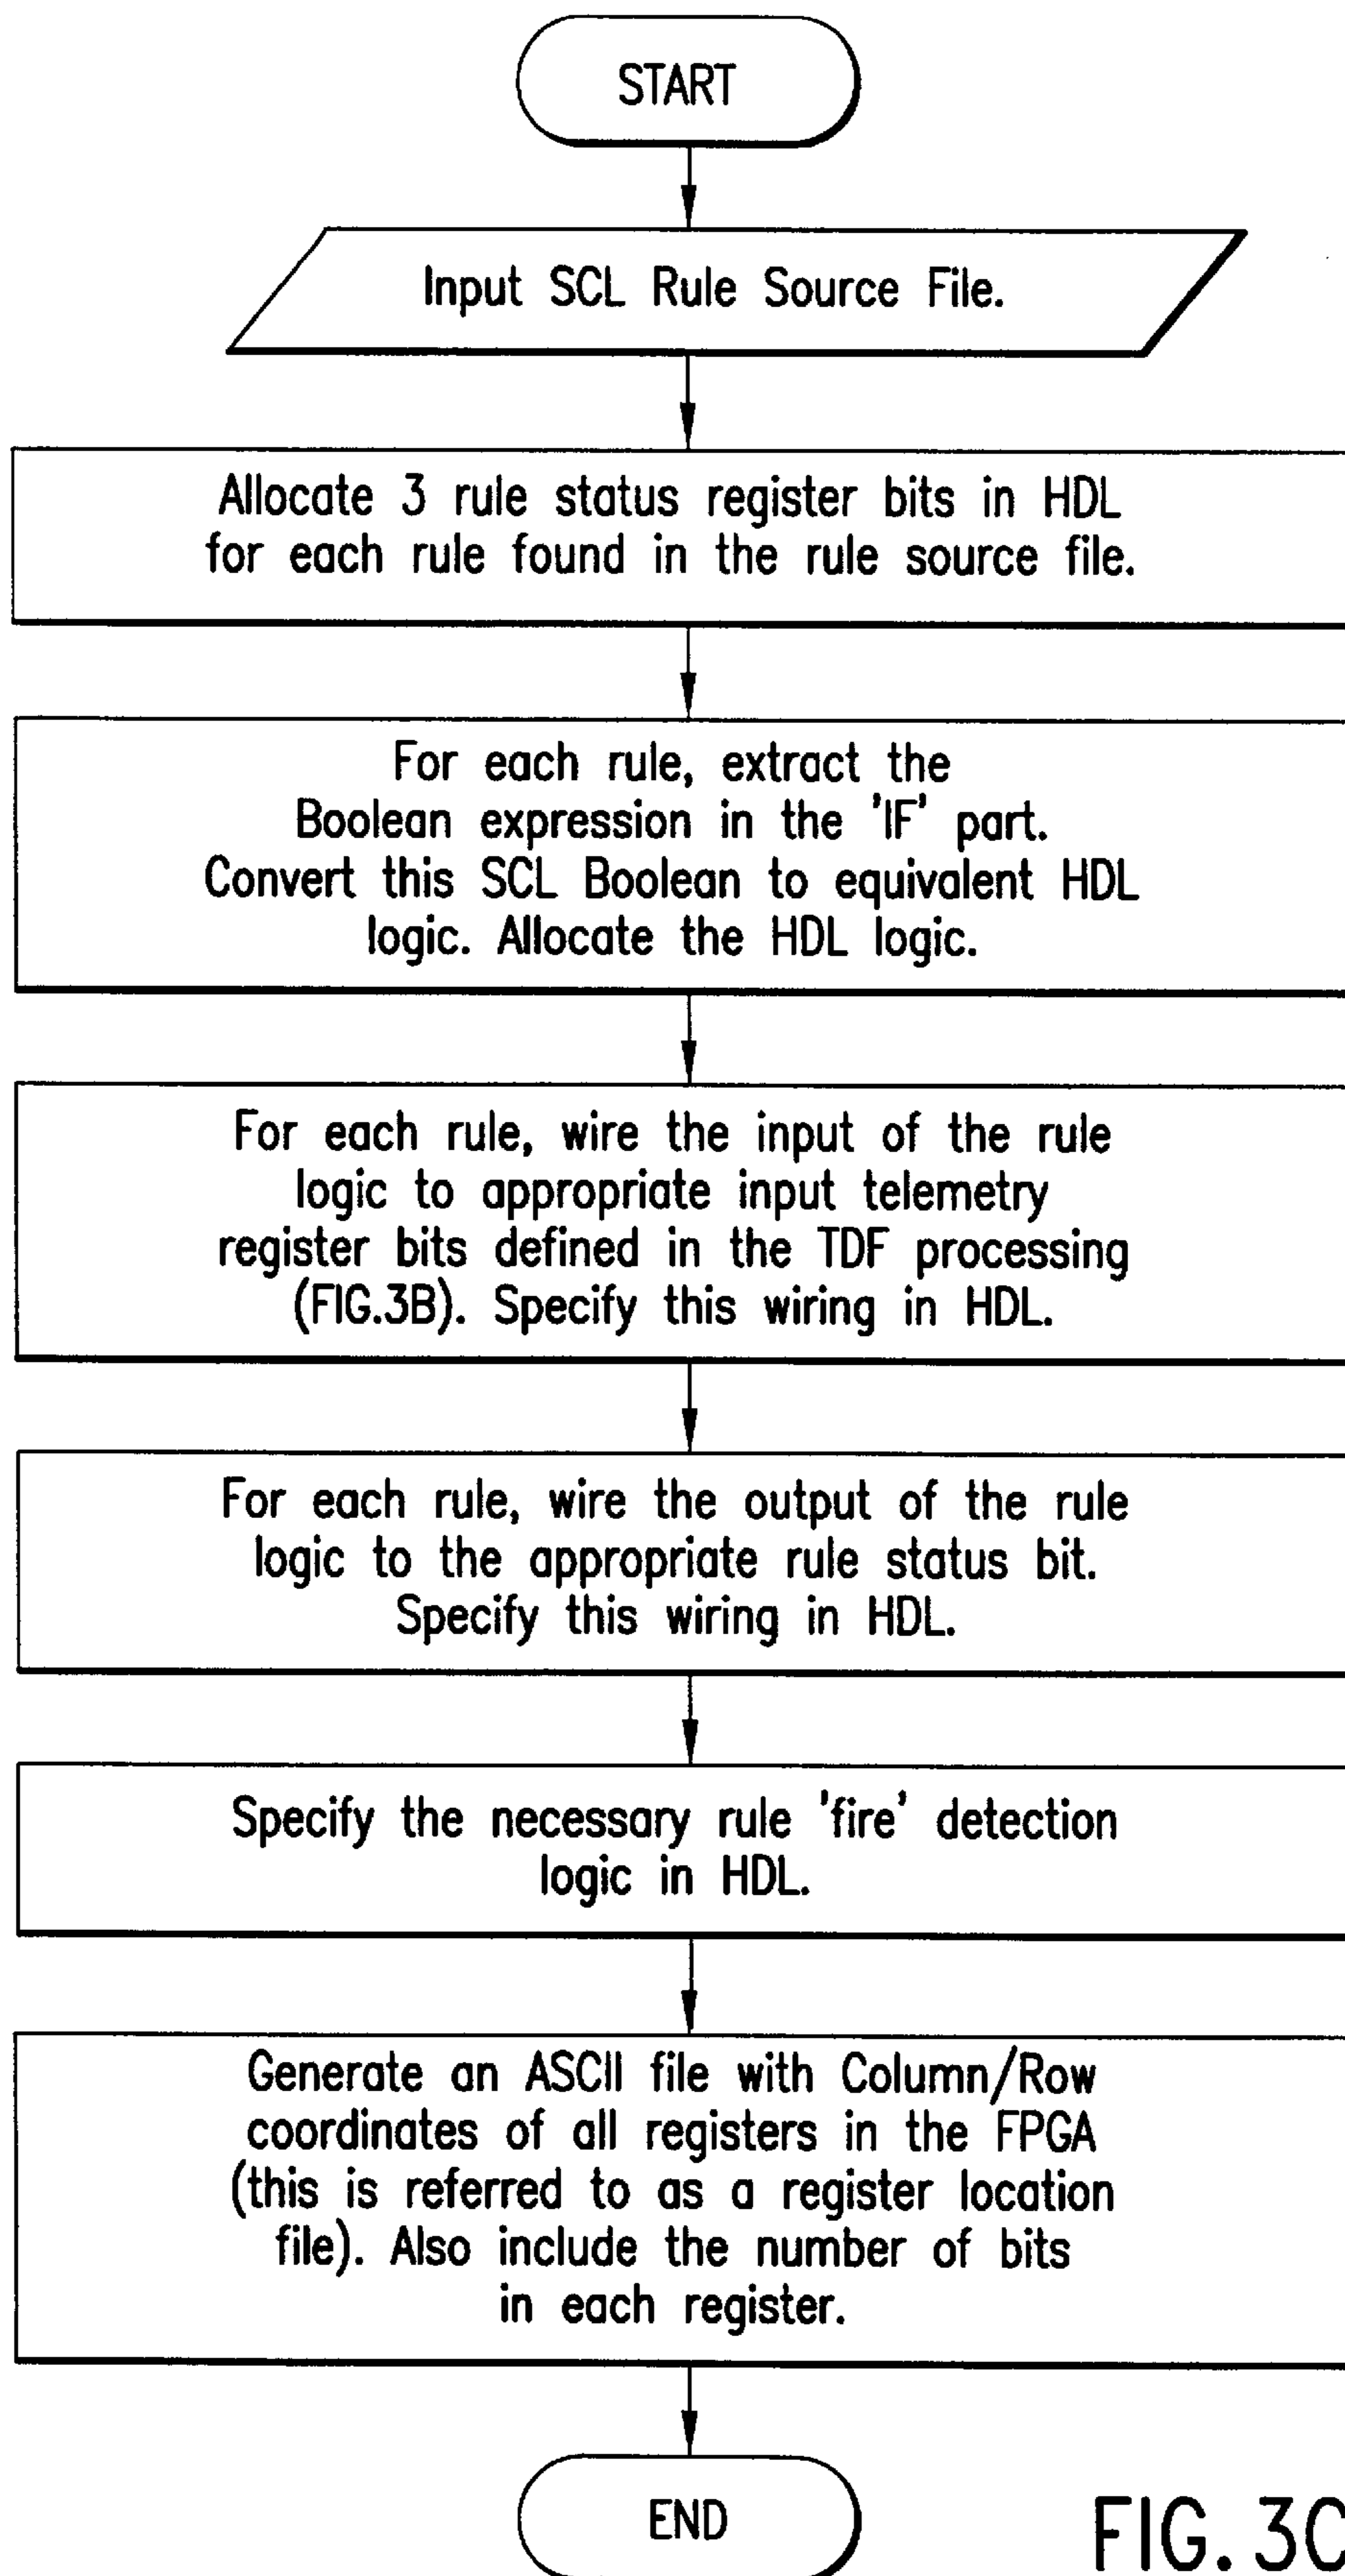 START
Input SCL Rule Source File.
Allocate 3 rule status register bits in HDL
for each rule found in the rule source file.
For each rule, extract the
Boolean expression in the 'IF' part.
Convert this SCL Boolean to equivalent HDL
logic. Allocate the HDL logic.
For each rule, wire the input of the rule
logic to appropriate input telemetry
register bits defined in the TDF processing
(FIG.3B). Specify this wiring in HDL.
For each rule, wire the output of the rule
logic to the appropriate rule status bit.
Specify this wiring in HDL.
Specify the necessary rule 'fire' detection
logic in HDL.
Generate an ASCII file with Column/Row
coordinates of all registers in the FPGA
(this is referred to as a register location
file). Also include the number of bits
in each register.
END
FIG. 3C